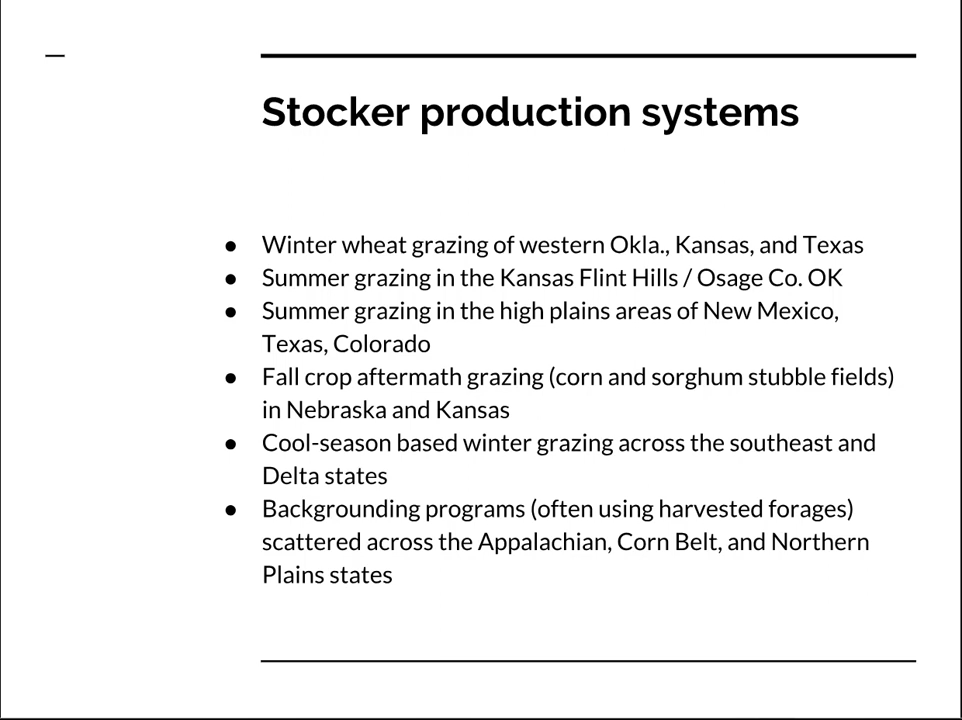 Stocker production systems
● Winter wheat grazing of western Okla., Kansas, and Texas
● Summer grazing in the Kansas Flint Hills / Osage Co. OK
● Summer grazing in the high plains areas of New Mexico,
Texas, Colorado
● Fall crop aftermath grazing (corn and sorghum stubble fields)
in Nebraska and Kansas
● Cool-season based winter grazing across the southeast and
Delta states
● Backgrounding programs (often using harvested forages)
scattered across the Appalachian, Corn Belt, and Northern
Plains states